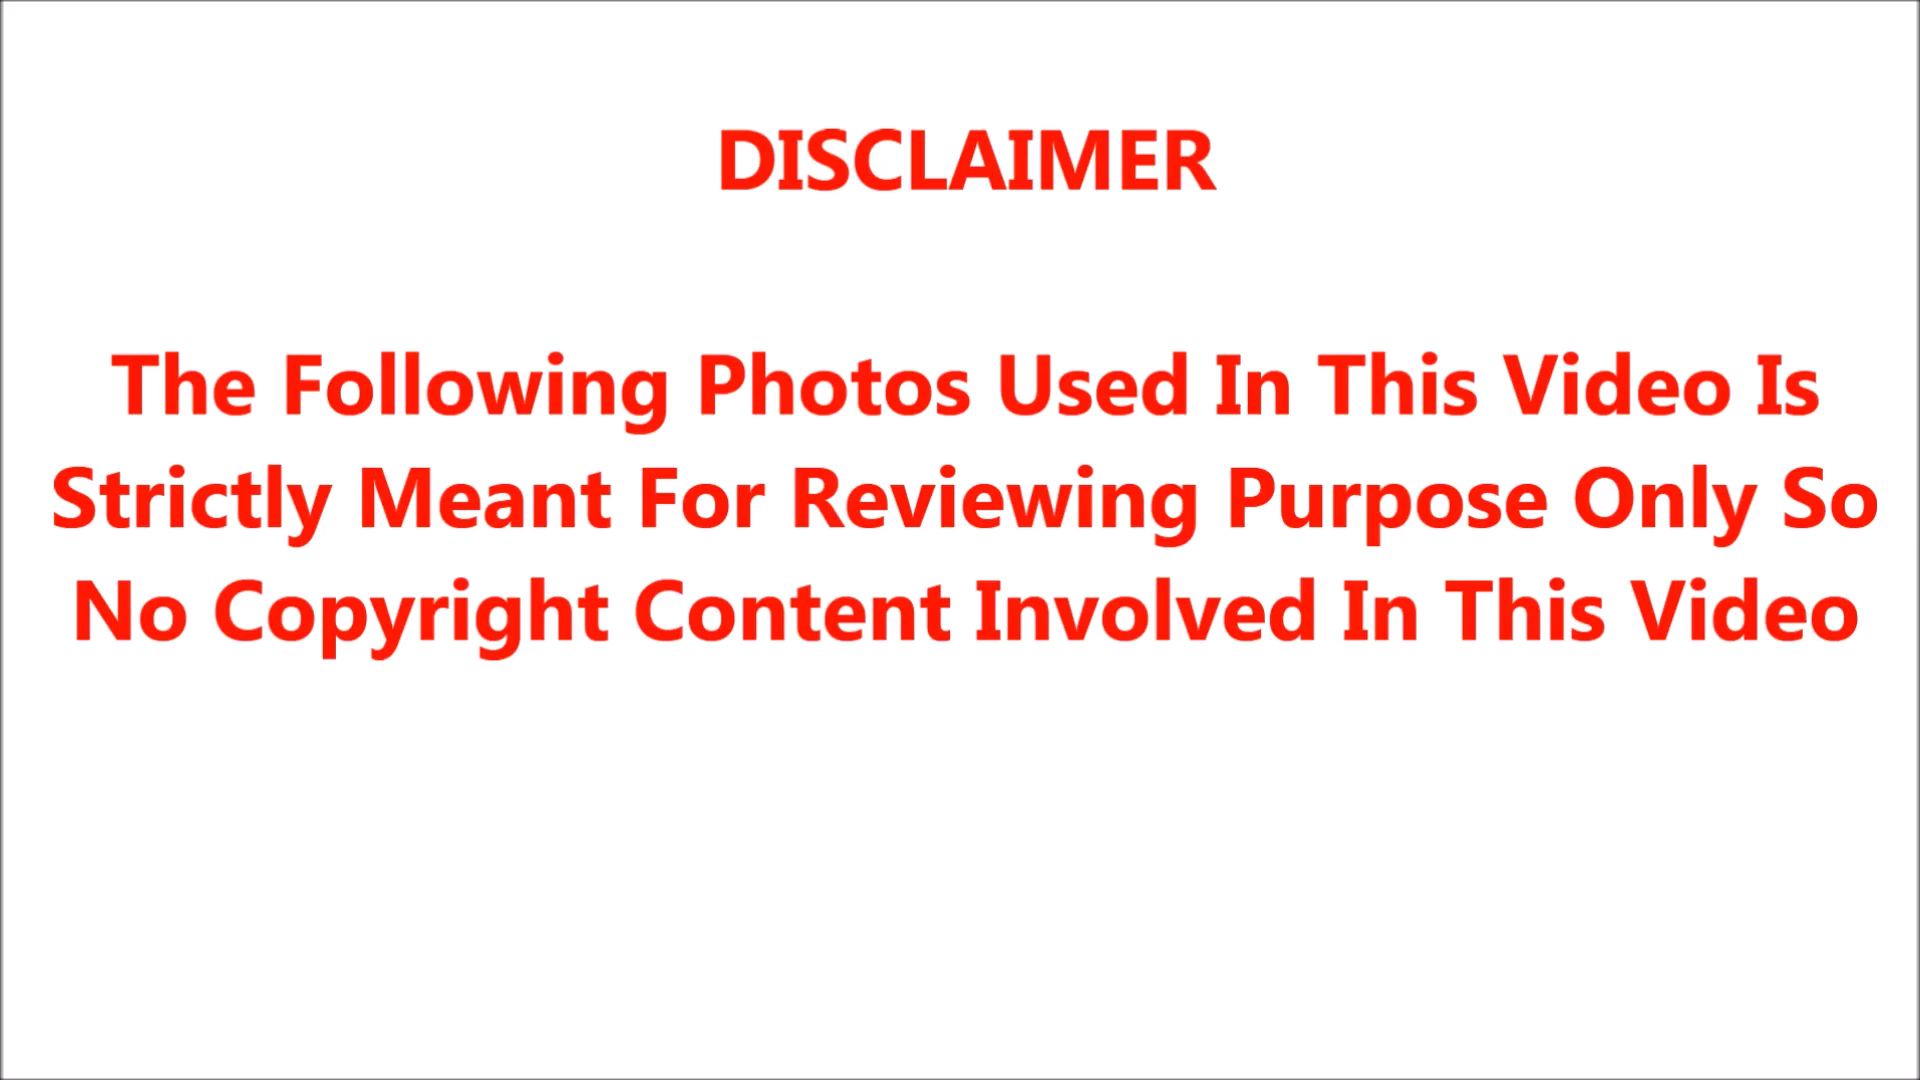 DISCLAIMER
The Following Photos Used In This Video Is
Strictly Meant For Reviewing Purpose Only So
No Copyright Content Involved In This Video